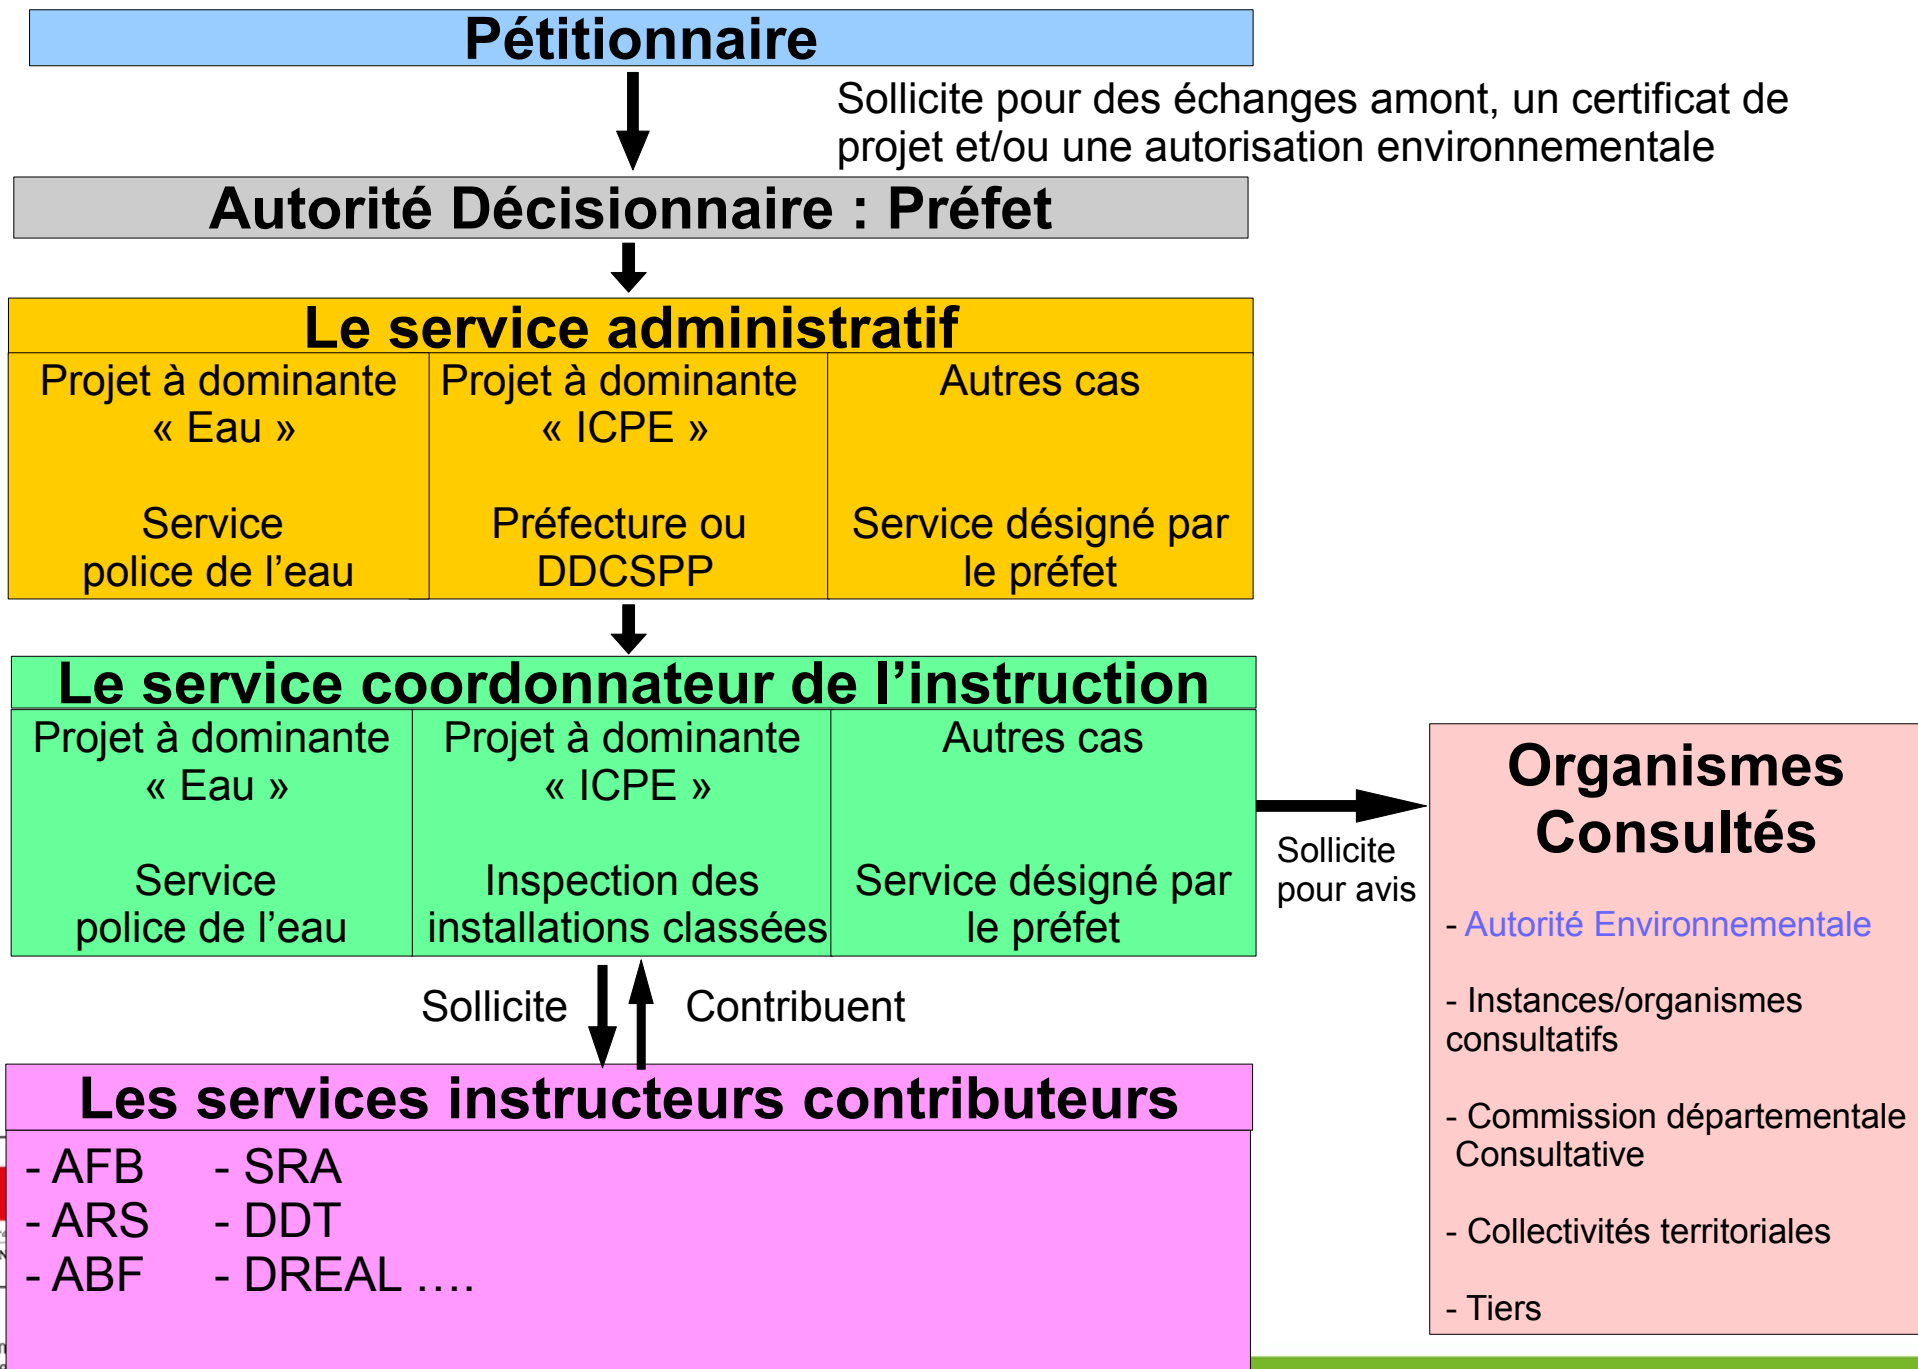 Pétitionnaire
Sollicite pour des échanges amont, un certificat de
projet et/ou une autorisation environnementale
Autorité Décisionnaire : Préfet
Le service administratif
Projet à dominante
« Eau »
Service
police de l’eau
Projet à dominante
« ICPE »
Préfecture ou
DDCSPP
Autres cas
Service désigné par
le préfet
Le service coordonnateur de l’instruction
Projet à dominante
« Eau »
Service
police de l’eau
Projet à dominante
« ICPE »
Inspection des
installations classées
Autres cas
Service désigné par
le préfet
Sollicite
pour avis
Organismes
Consultés
- Autorité Environnementale
- Instances/organismes
consultatifs
- Commission départementale
Consultative
- Collectivités territoriales
- Tiers
Sollicite
Contribuent
Les services instructeurs contributeurs
- AFB - SRA
- ARS - DDT
- ABF - DREAL ....